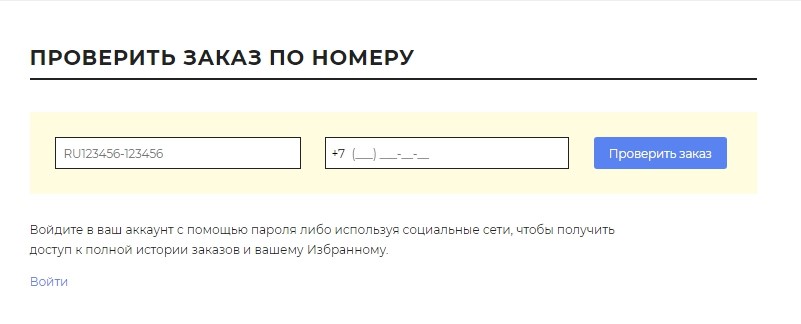 ПРОВЕРИТЬ ЗАКАЗ ПО НОМЕРУ
RU123456-123456
+7 (___) ___-__-__
Проверить заказ
Войдите в ваш аккаунт с помощью пароля либо используя социальные сети, чтобы получить
доступ к полной истории заказов и вашему Избранному.
Войти